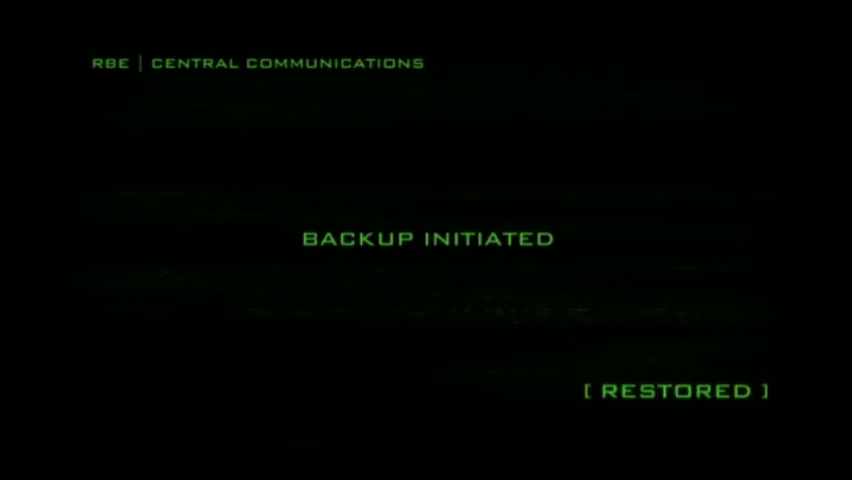 RBE | CENTRAL COMMUNICATIONS
BACKUP INITIATED
[ RESTORED ]